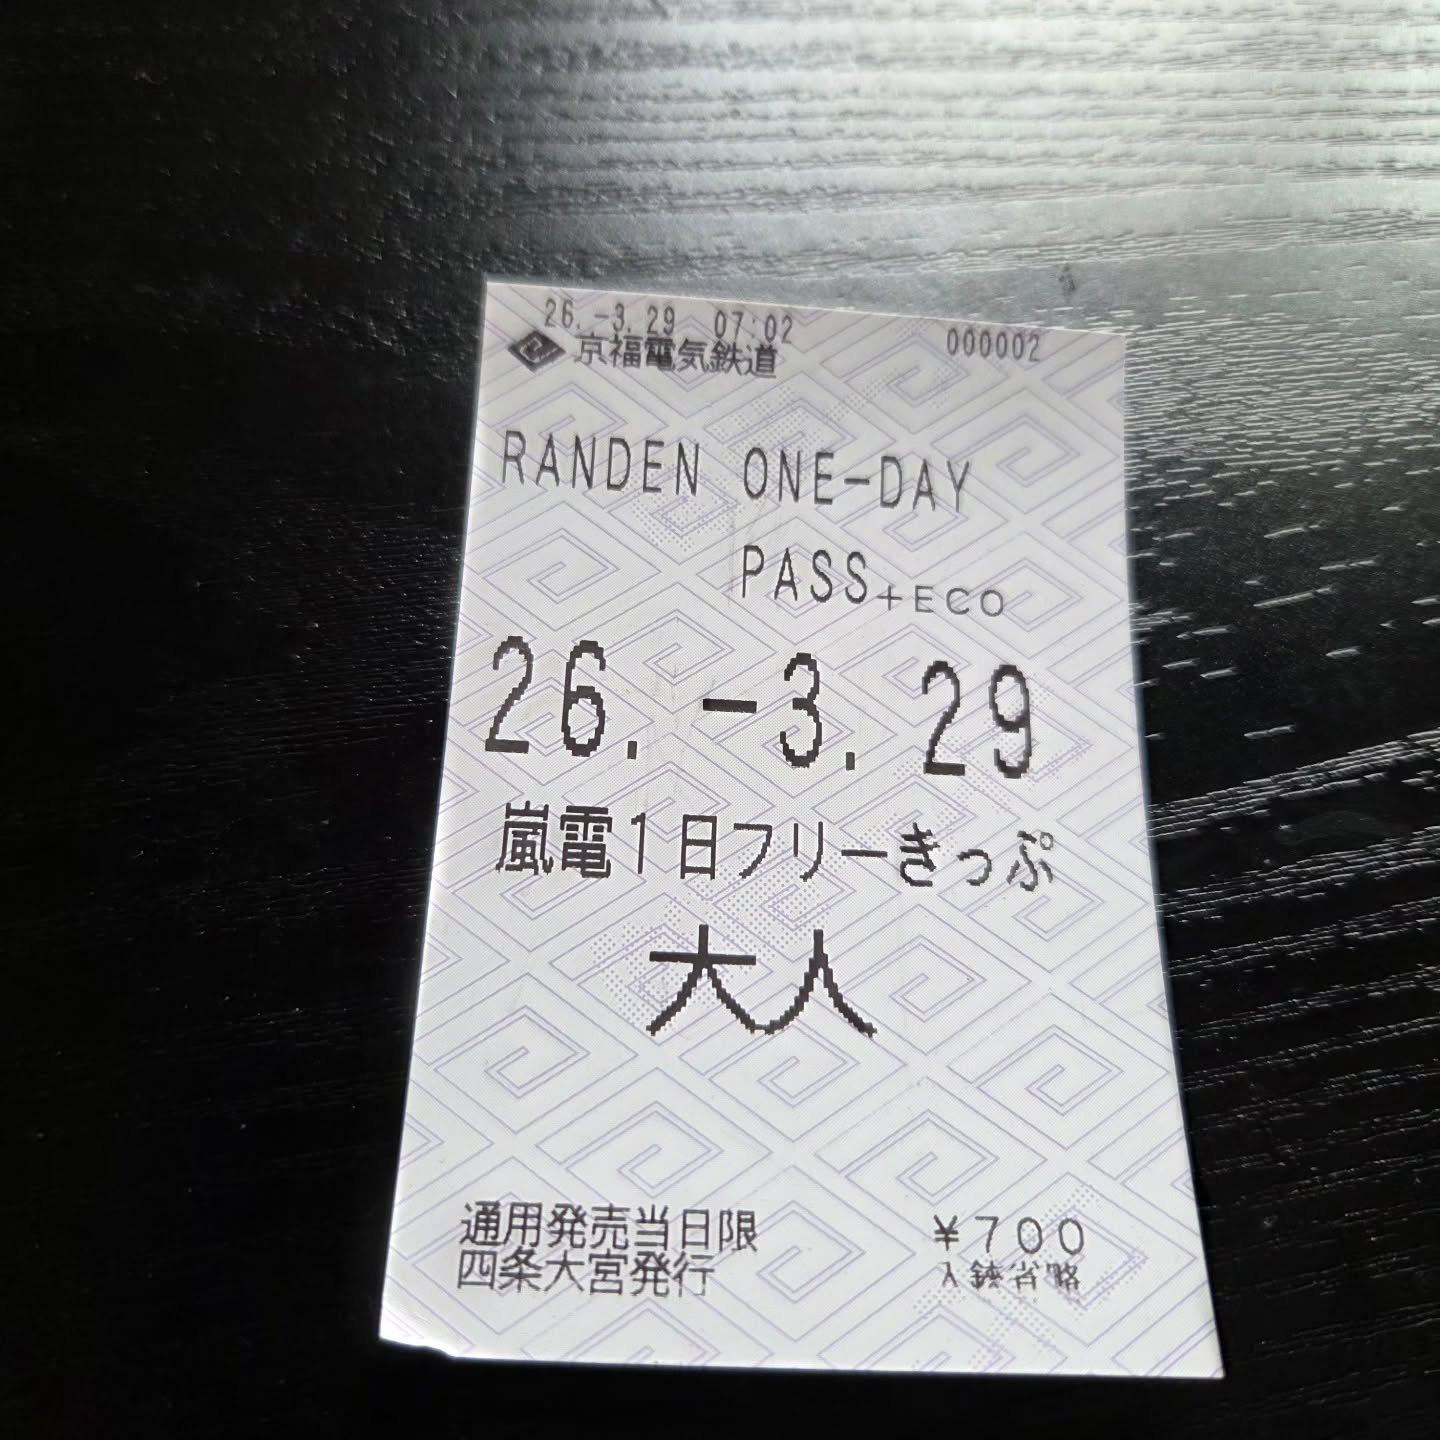 26.-3.29 07:02 000002
京福電気鉄道
RANDEN ONE-DAY
PASS+ECO
26.-3.29
嵐電1日フリーきっぷ
大人
通用発売当日限 ¥700
四条大宮発行 入鋏省略